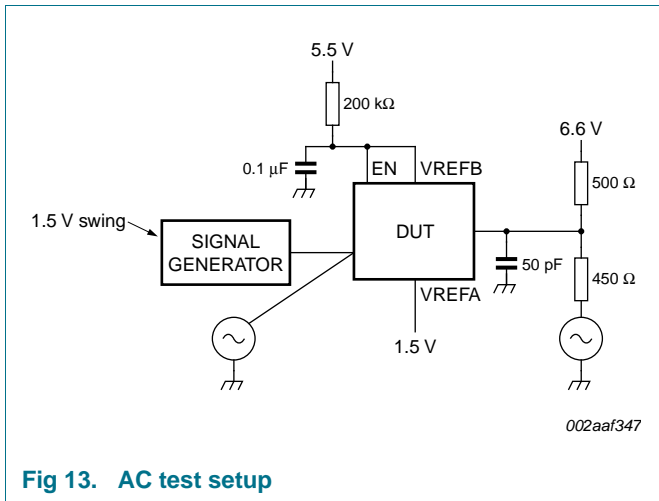 5.5 V
200 kΩ
6.6 V
0.1 μF
EN
VREFB
500 Ω
1.5 V swing
SIGNAL
GENERATOR
DUT
50 pF
450 Ω
VREFA
1.5 V
002aaf347
Fig 13. AC test setup